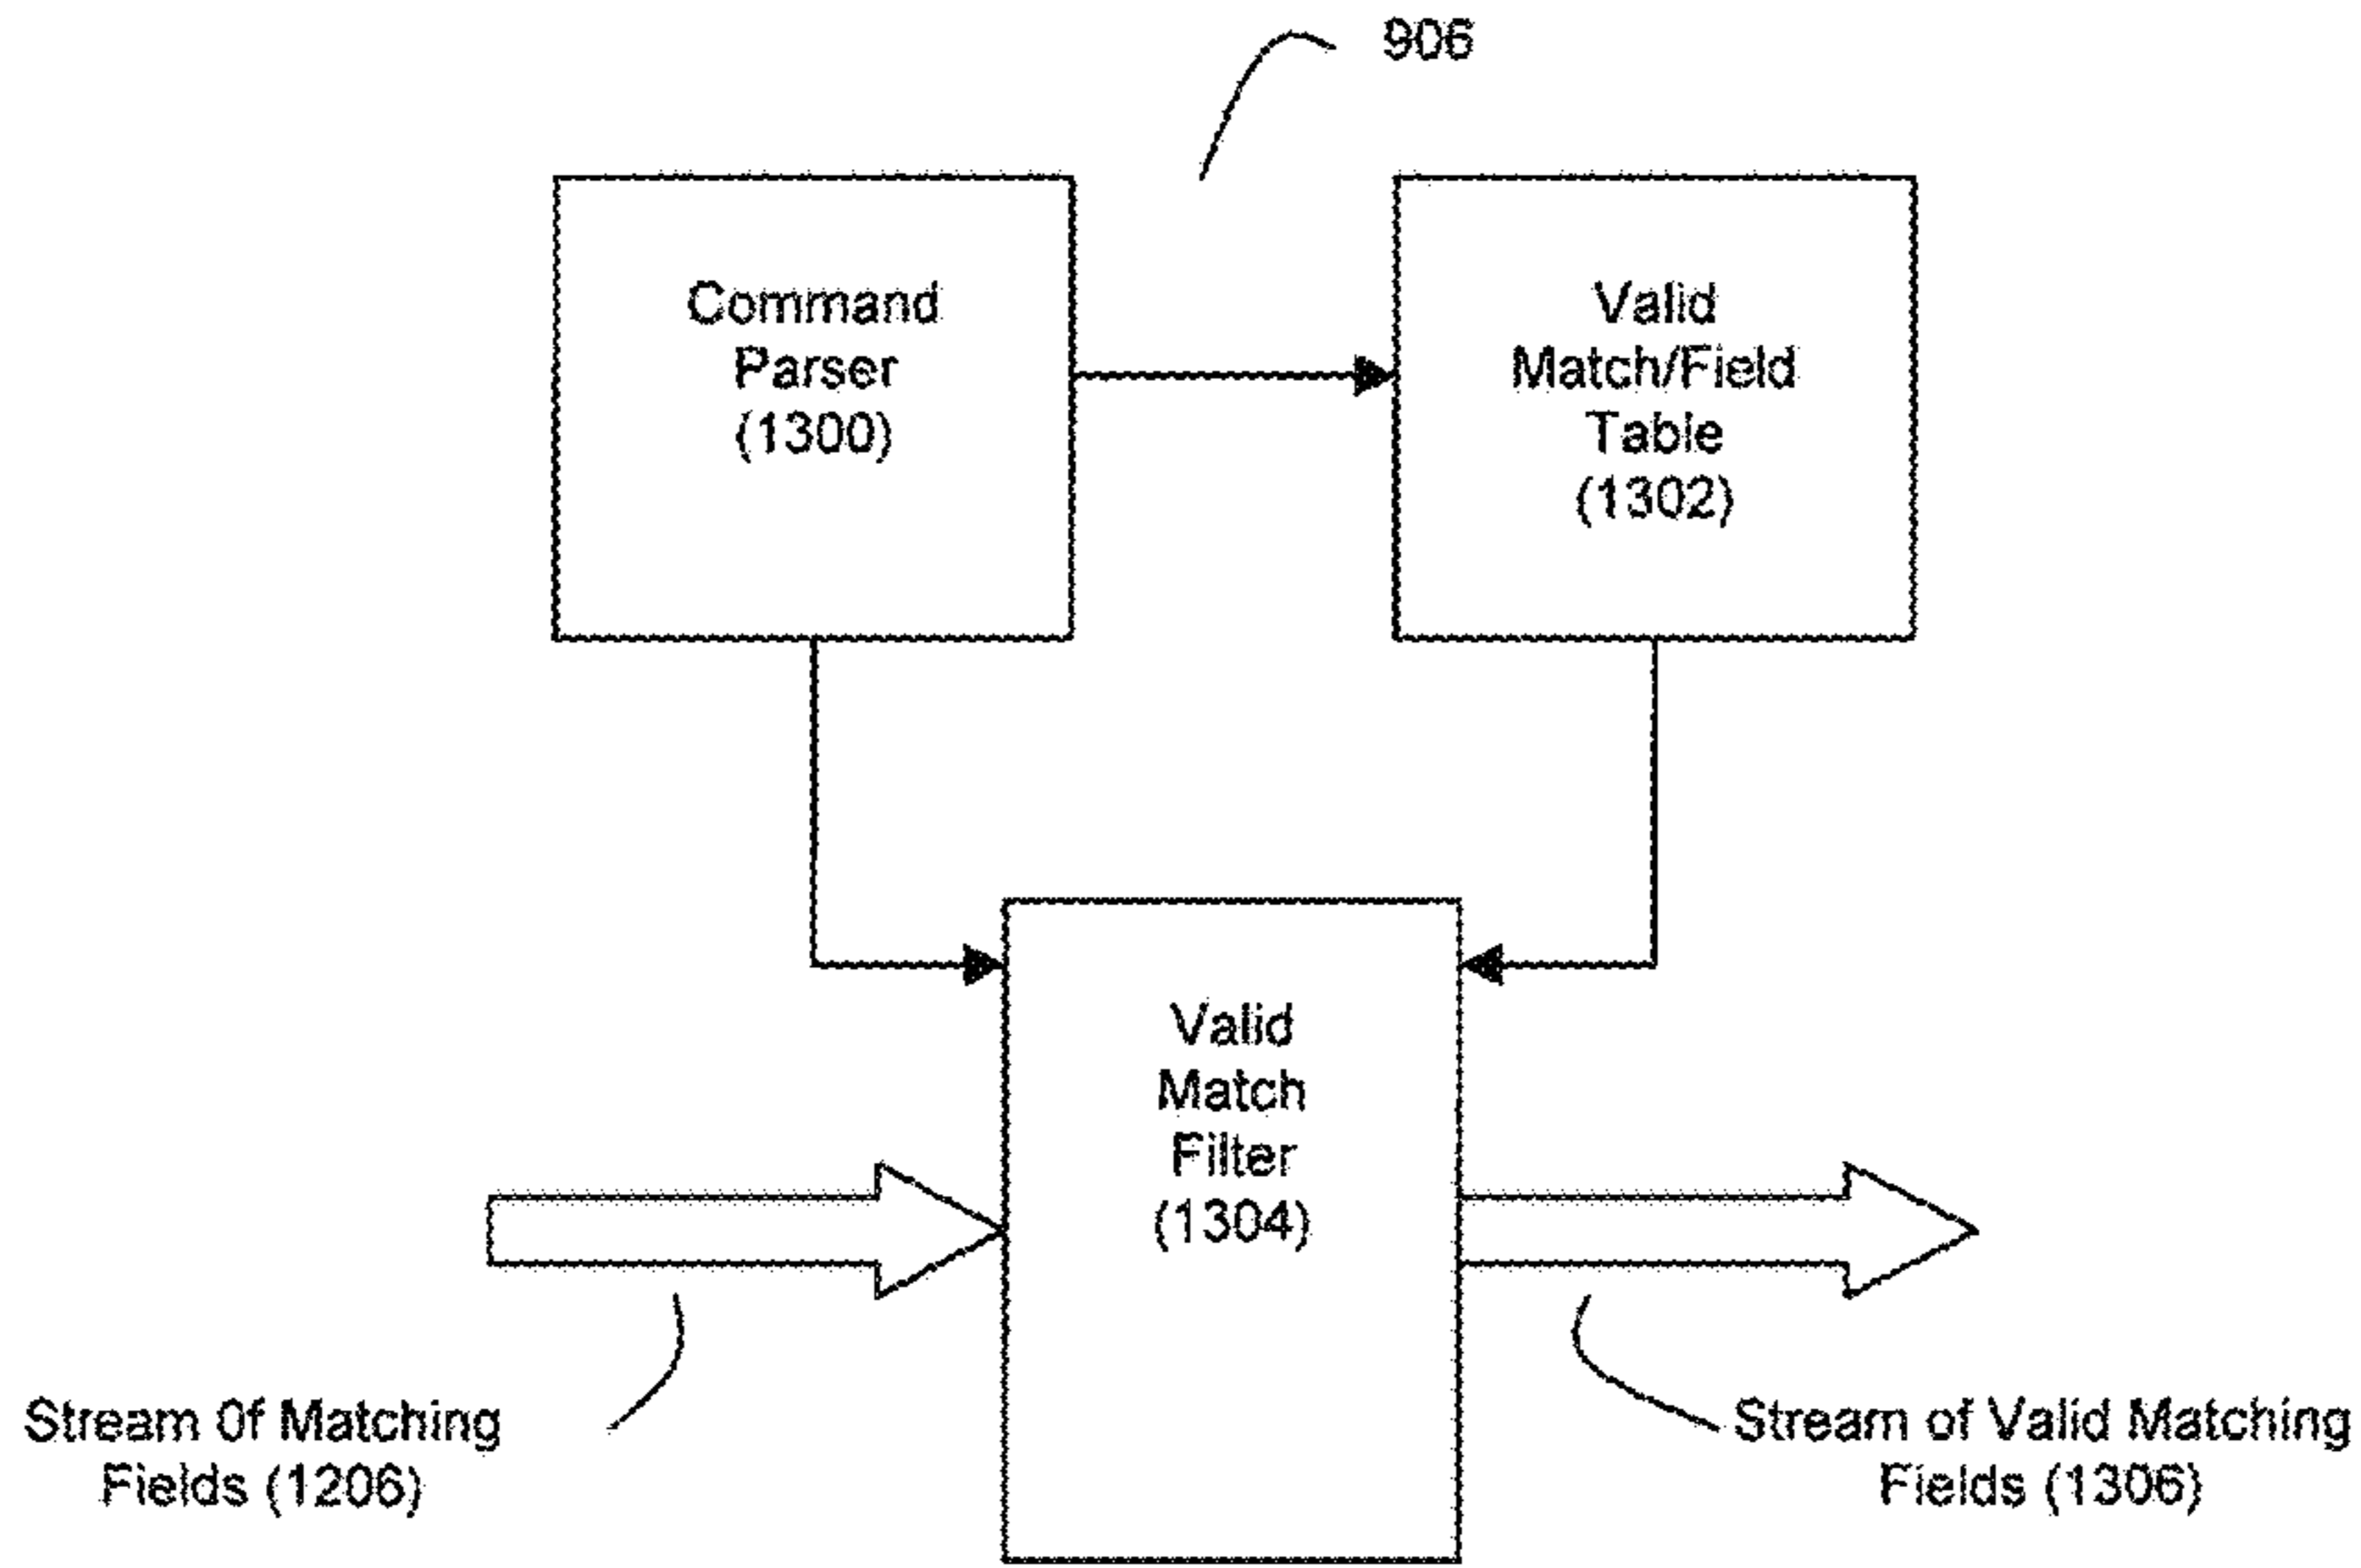 906
Command
Parser
(1300)
Valid
Match/Field
Table
(1302)
Valid
Match
Filter
(1304)
Stream 0f Matching
Fields (1206)
Stream of Valid Matching
Fields (1306)